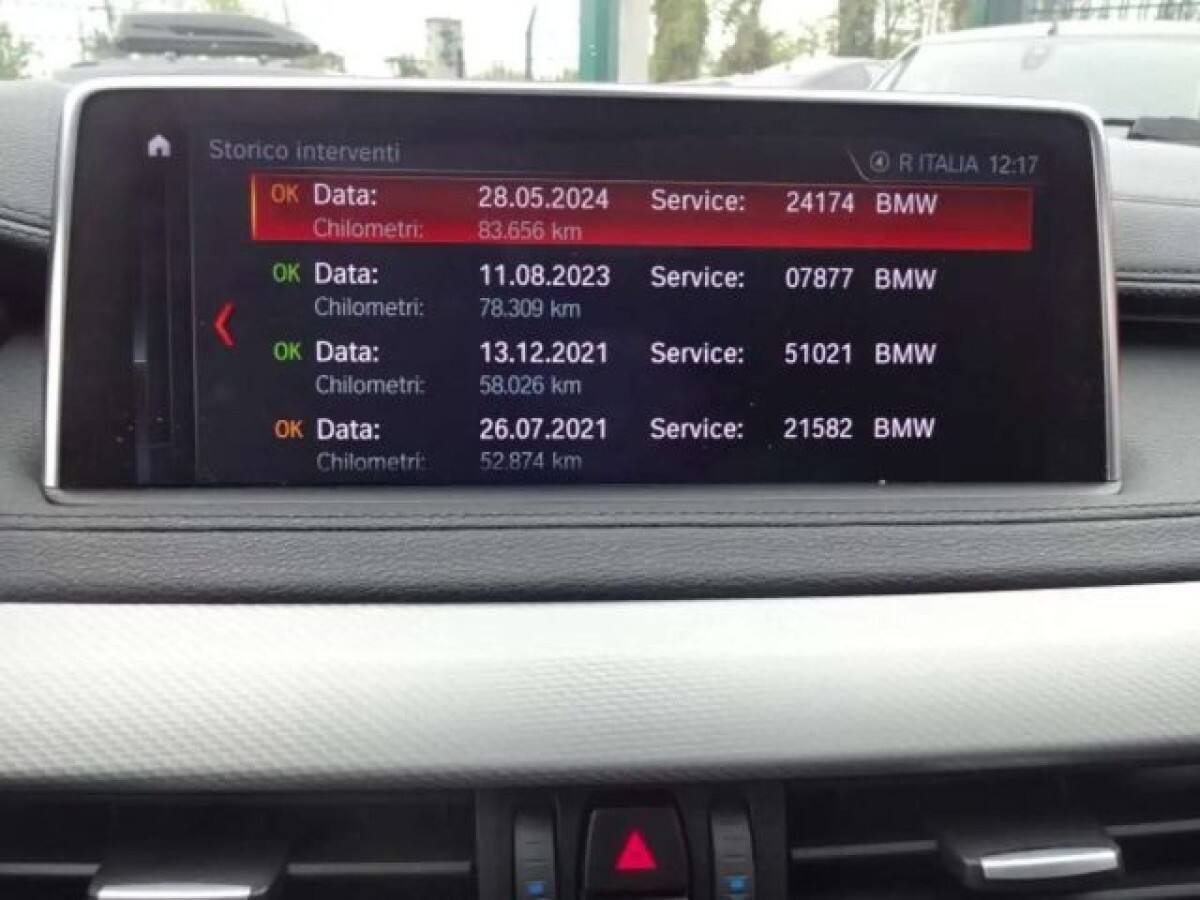 Storico interventi
4 R ITALIA 12:17
OK Data: 28.05.2024 Service: 24174 BMW
Chilometri: 83.656 km
OK Data: 11.08.2023 Service: 07877 BMW
Chilometri: 78.309 km
OK Data: 13.12.2021 Service: 51021 BMW
Chilometri: 58.026 km
OK Data: 26.07.2021 Service: 21582 BMW
Chilometri: 52.874 km